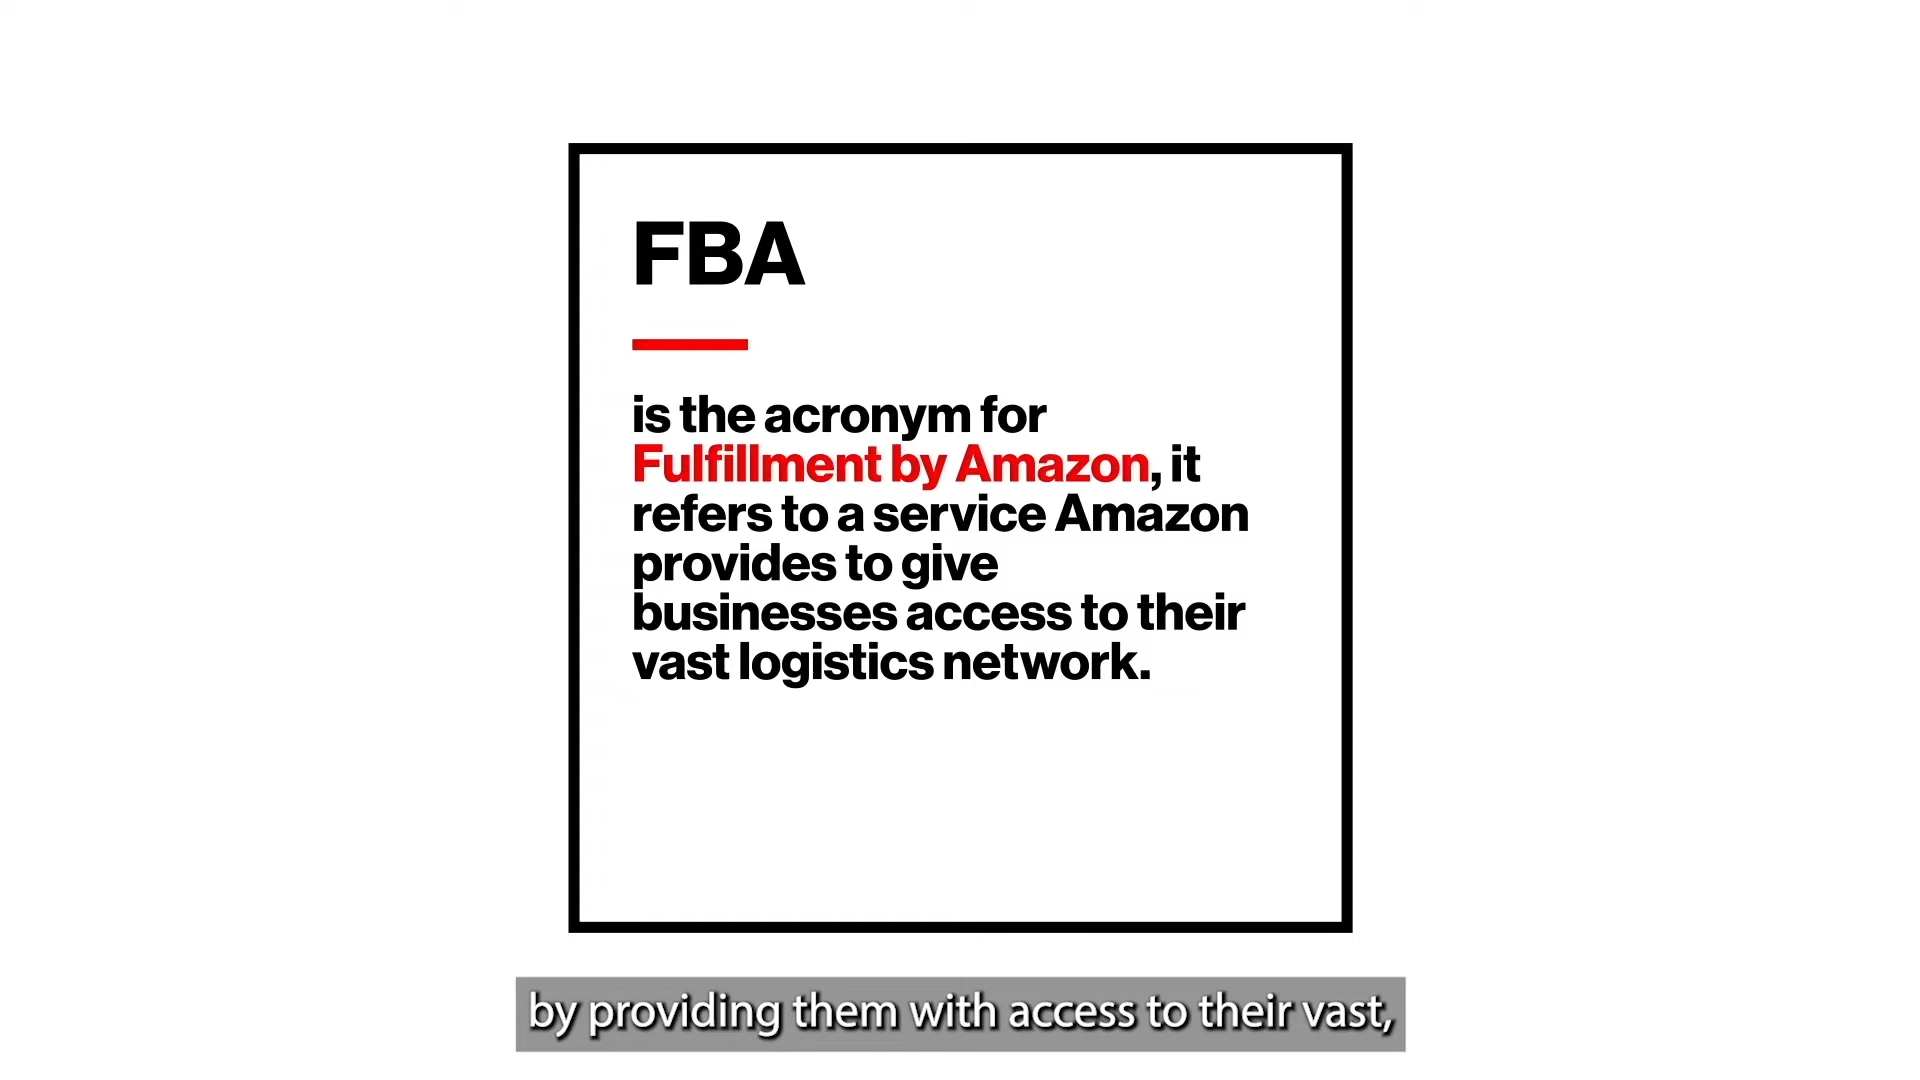 FBA
is the acronym for
Fulfillment by Amazon, it
refers to a service Amazon
provides to give
businesses access to their
vast logistics network.
by providing them with access to their vast,